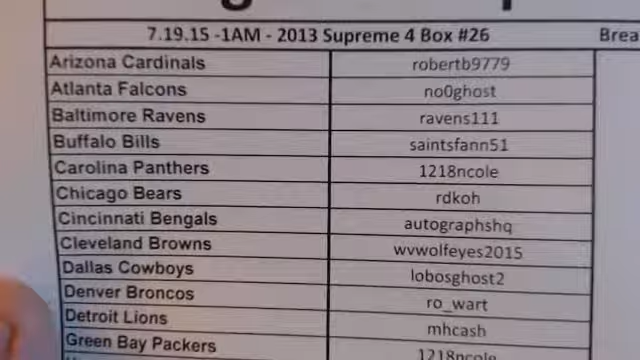 7.19.15 -1AM - 2013 Supreme 4 Box #26 Brea
Arizona Cardinals robertb9779
Atlanta Falcons no0ghost
Baltimore Ravens ravens111
Buffalo Bills saintsfann51
Carolina Panthers 1218ncole
Chicago Bears rdkoh
Cincinnati Bengals autographshq
Cleveland Browns wvwolfeyes2015
Dallas Cowboys lobosghost2
Denver Broncos ro_wart
Detroit Lions mhcash
Green Bay Packers 1218ncole